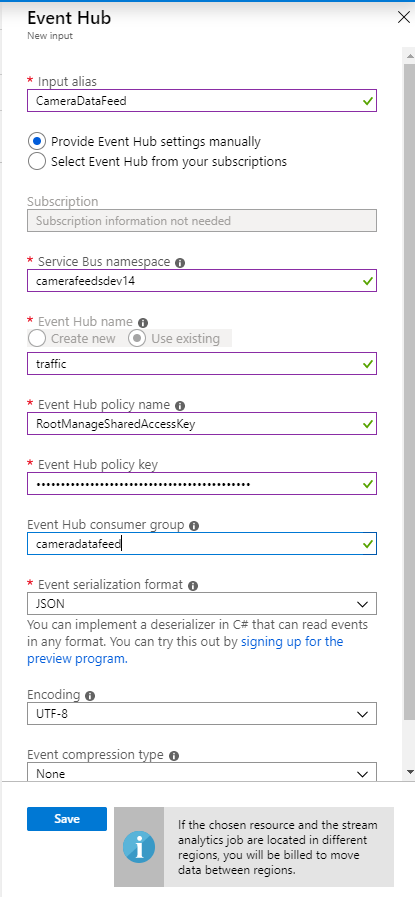 Event Hub
New input
* Input alias
CameraDataFeed
Provide Event Hub settings manually
Select Event Hub from your subscriptions
Subscription
Subscription information not needed
* Service Bus namespace
camerafeedsdev14
* Event Hub name
Create new Use existing
traffic
* Event Hub policy name
RootManageSharedAccessKey
* Event Hub policy key
••••••••••••••••••••••••••••••••••••••••••••
Event Hub consumer group
cameradatafeed
* Event serialization format
JSON
You can implement a deserializer in C# that can read events
in any format. You can try this out by signing up for the
preview program.
Encoding
UTF-8
Event compression type
None
Save
If the chosen resource and the stream
analytics job are located in different
regions, you will be billed to move
data between regions.